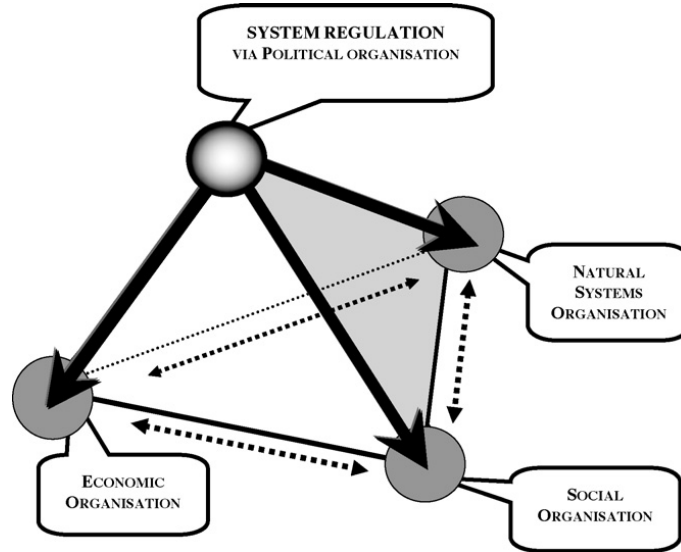 SYSTEM REGULATION
VIA POLITICAL ORGANISATION
NATURAL
SYSTEMS
ORGANISATION
ECONOMIC
ORGANISATION
SOCIAL
ORGANISATION